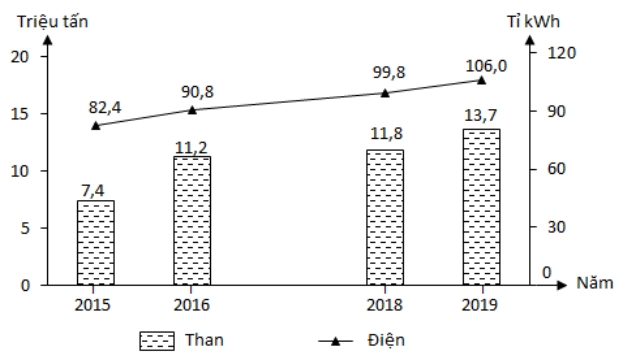 Triệu tấn Tỉ kWh
20 120
15 90
10 60
5 30
0 0
82,4 90,8 99,8 106,0
7,4 11,2 11,8 13,7
2015 2016 2018 2019 Năm
Than Điện